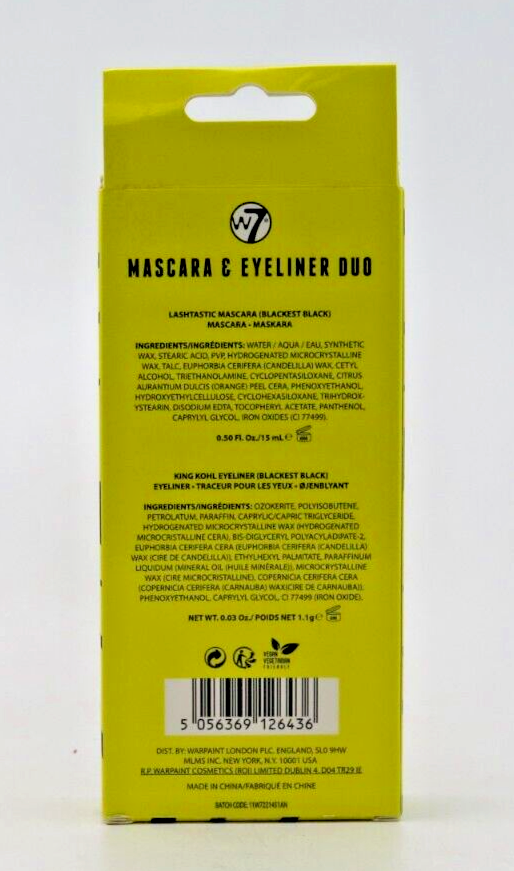 W7
MASCARA & EYELINER DUO
LASHTASTIC MASCARA (BLACKEST BLACK)
MASCARA - MASKARA
INGREDIENTS/INGRÉDIENTS: WATER / AQUA / EAU, SYNTHETIC
WAX, STEARIC ACID, PVP, HYDROGENATED MICROCRYSTALLINE
WAX, TALC, EUPHORBIA CERIFERA (CANDELILLA) WAX, CETYL
ALCOHOL, TRIETHANOLAMINE, CYCLOPENTASILOXANE, CITRUS
AURANTIUM DULCIS (ORANGE) PEEL CERA, PHENOXYETHANOL,
HYDROXYETHYLCELLULOSE, CYCLOHEXASILOXANE, TRIHYDROX-
YSTEARIN, DISODIUM EDTA, TOCOPHERYL ACETATE, PANTHENOL,
CAPRYLYL GLYCOL, IRON OXIDES (CI 77499).
0.50 Fl. Oz./15 mL ℮
KING KOHL EYELINER (BLACKEST BLACK)
EYELINER - TRACEUR POUR LES YEUX - Ø/ENBLYANT
INGREDIENTS/INGRÉDIENTS: OZOKERITE, POLYISOBUTENE,
PETROLATUM, PARAFFIN, CAPRYLIC/CAPRIC TRIGLYCERIDE,
HYDROGENATED MICROCRYSTALLINE WAX (HYDROGENATED
MICROCRISTALLINE CERA), BIS-DIGLYCERYL POLYACYLADIPATE-2,
EUPHORBIA CERIFERA CERA (EUPHORBIA CERIFERA (CANDELILLA)
WAX (CIRE DE CANDELILLA)), ETHYLHEXYL PALMITATE, PARAFFINUM
LIQUIDUM (MINERAL OIL (HUILE MINÉRALE)), MICROCRISTALLINE
WAX (CIRE MICROCRISTALLINE), COPERNICIA CERIFERA CERA
(COPERNICIA CERIFERA (CARNAUBA) WAX(CIRE DE CARNAUBA)),
PHENOXYETHANOL, CAPRYLYL GLYCOL, CI 77499 (IRON OXIDE).
NET WT. 0.03 Oz./ POIDS NET 1.1g ℮
VEGAN
VEGETARIAN
FRIENDLY
5 056369 126436
DIST. BY: WARPAINT LONDON PLC. ENGLAND, SL0 9HW
MLMS INC. NEW YORK, N.Y. 10001 USA
R.P. WARPAINT COSMETICS (ROI) LIMITED DUBLIN 4. D04 TR29 IE
MADE IN CHINA/FABRIQUÉ EN CHINE